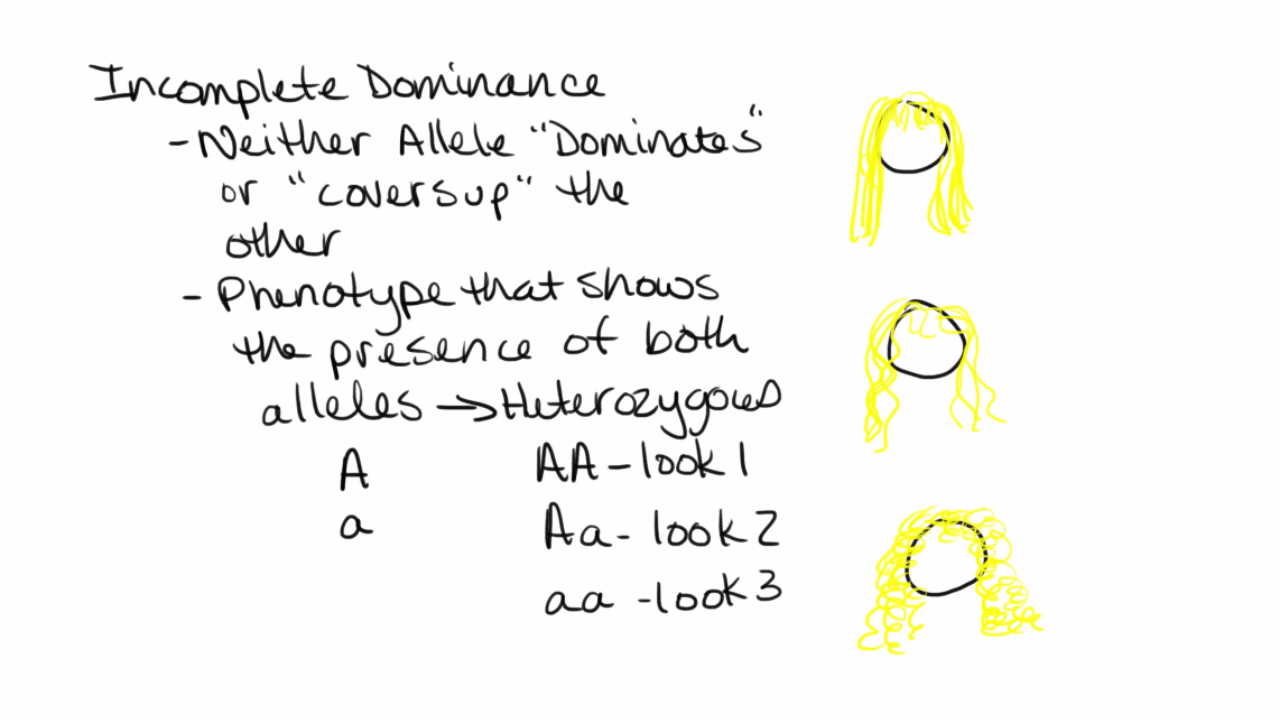 Incomplete Dominance
- Neither Allele "Dominates"
or "covers up" the
other
- Phenotype that shows
the presence of both
alleles → Heterozygous
A AA - look 1
a Aa - look 2
aa - look 3